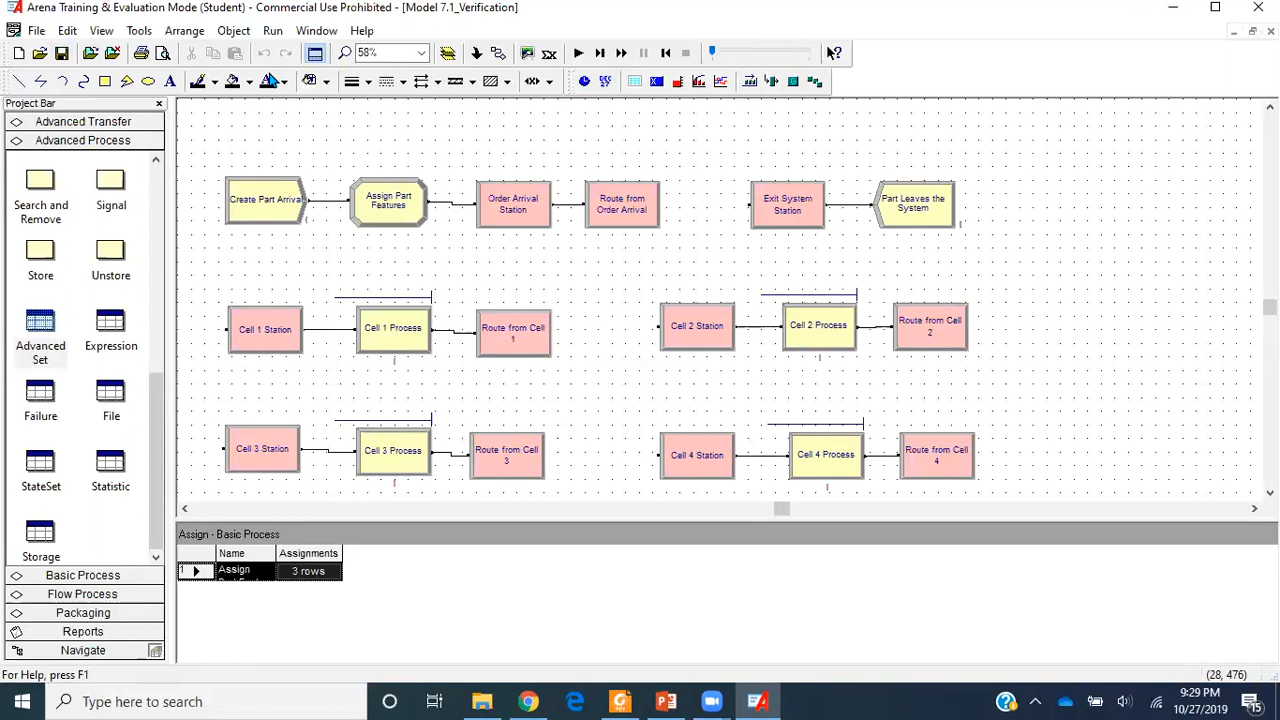 Arena Training & Evaluation Mode (Student) - Commercial Use Prohibited - [Model 7.1_Verification]
File Edit View Tools Arrange Object Run Window Help
58%
Project Bar
Advanced Transfer
Advanced Process
Search and Remove
Signal
Store
Unstore
Advanced Set
Expression
Failure
File
StateSet
Statistic
Storage
Basic Process
Flow Process
Packaging
Reports
Navigate
Create Part Arrival
Assign Part
Features
Order Arrival
Station
Route from
Order Arrival
Exit System
Station
Part Leaves the
System
Cell 1 Station
Cell 1 Process
Route from Cell
1
Cell 2 Station
Cell 2 Process
Route from Cell
2
Cell 3 Station
Cell 3 Process
Route from Cell
3
Cell 4 Station
Cell 4 Process
Route from Cell
4
Assign - Basic Process
Name Assignments
1 Assign 3 rows
For Help, press F1
(28, 476)
Type here to search
9:29 PM
10/27/2019
15